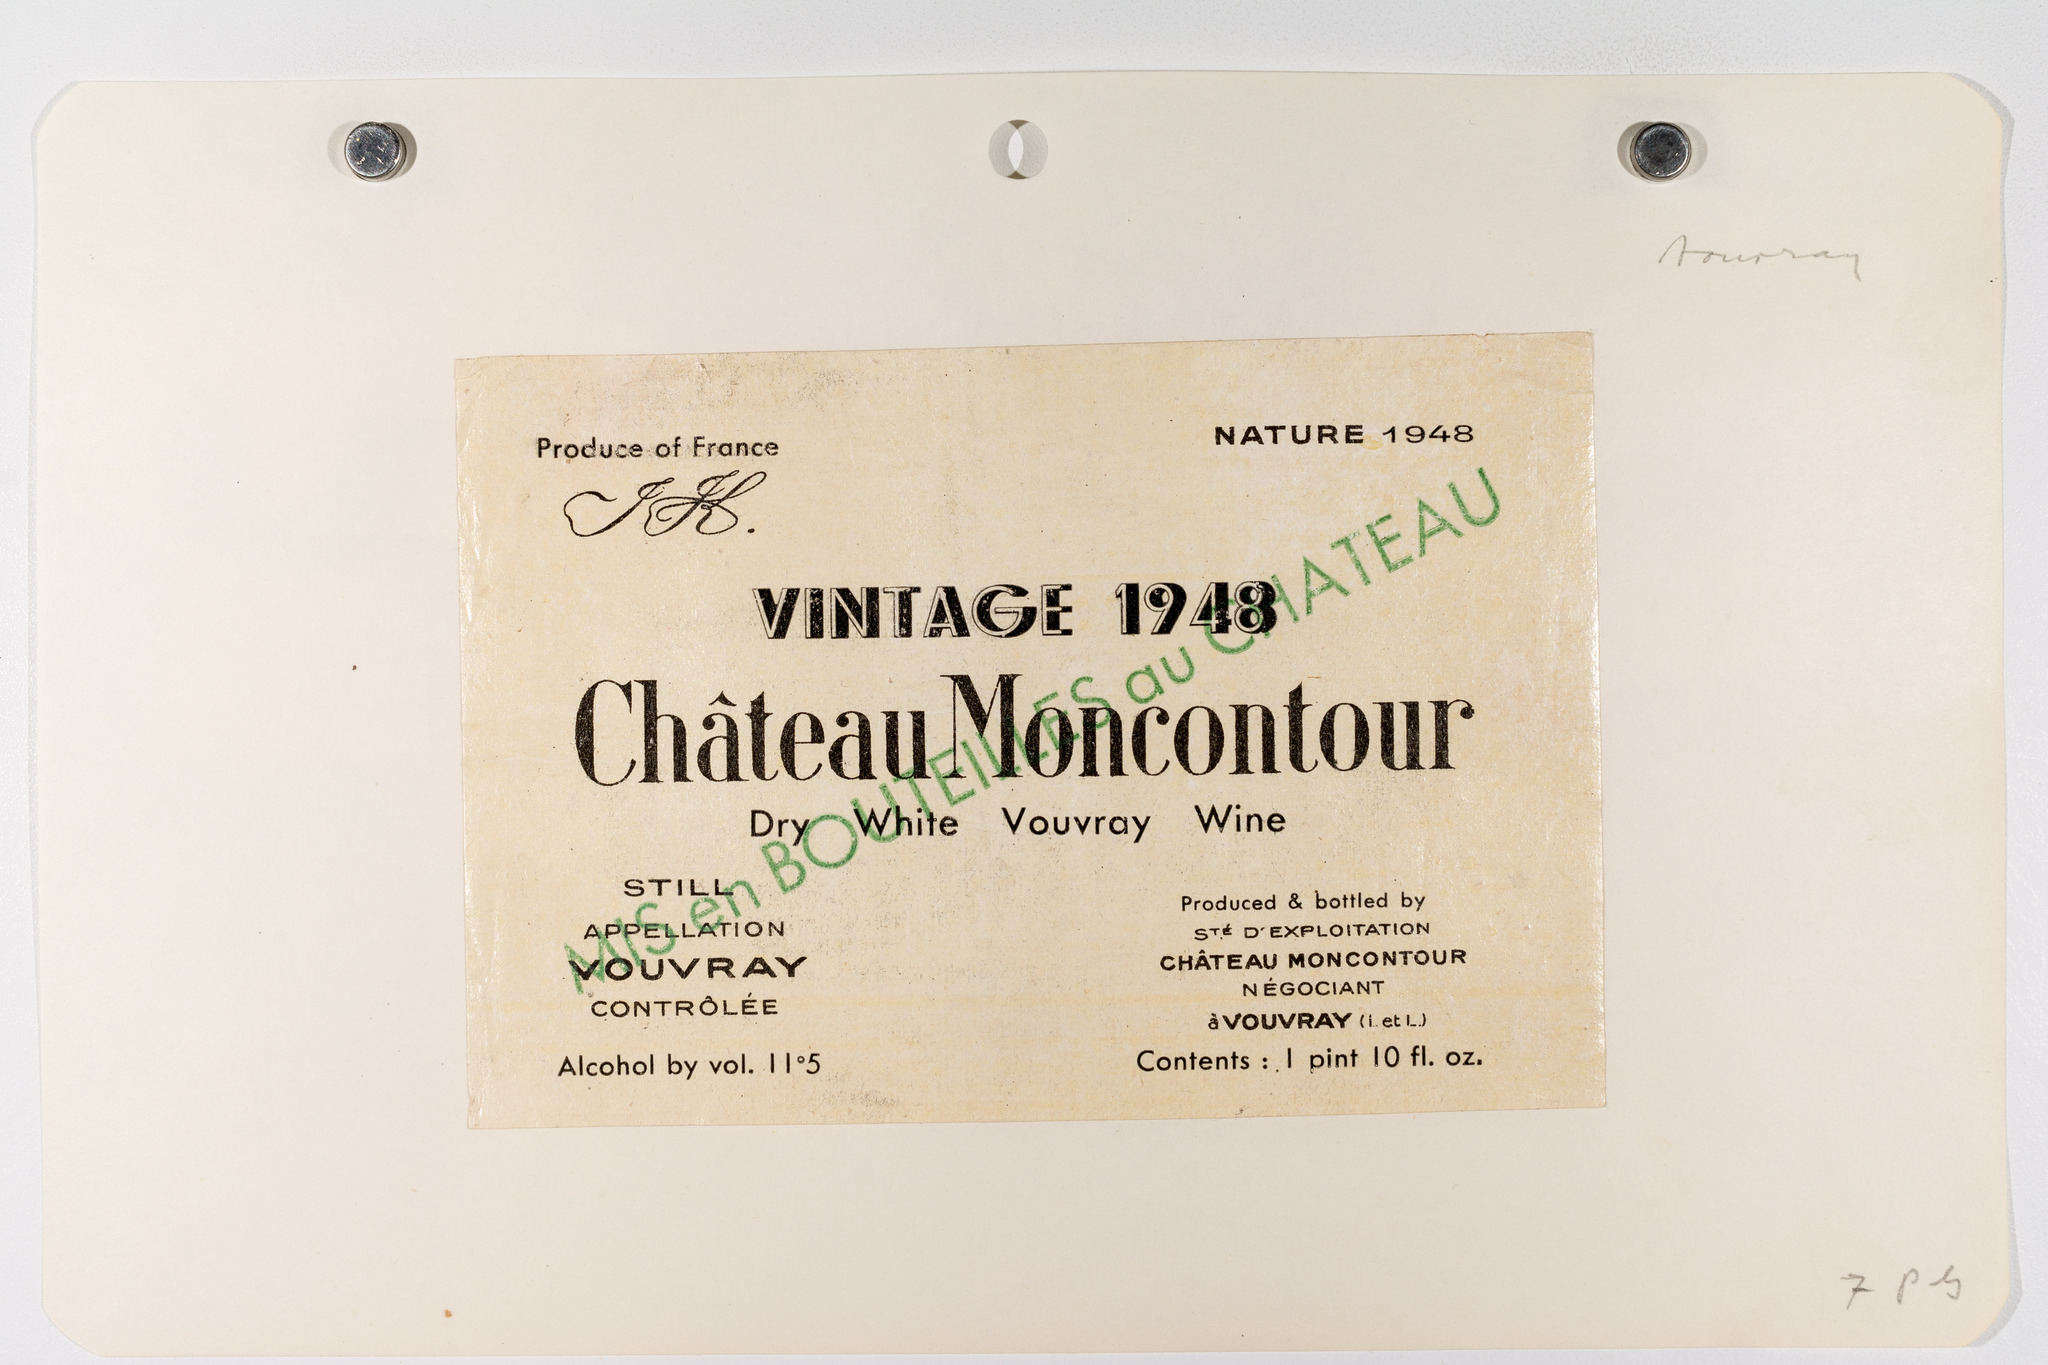 Vouvray
Produce of France
NATURE 1948
J.H.
VINTAGE 1948
Château Moncontour
Dry White Vouvray Wine
MIS en BOUTEILLES au CHATEAU
STILL
APPELLATION
VOUVRAY
CONTRÔLÉE
Alcohol by vol. 11°5
Produced & bottled by
STÉ D'EXPLOITATION
CHÂTEAU MONCONTOUR
NÉGOCIANT
à VOUVRAY (I. et L.)
Contents : 1 pint 10 fl. oz.